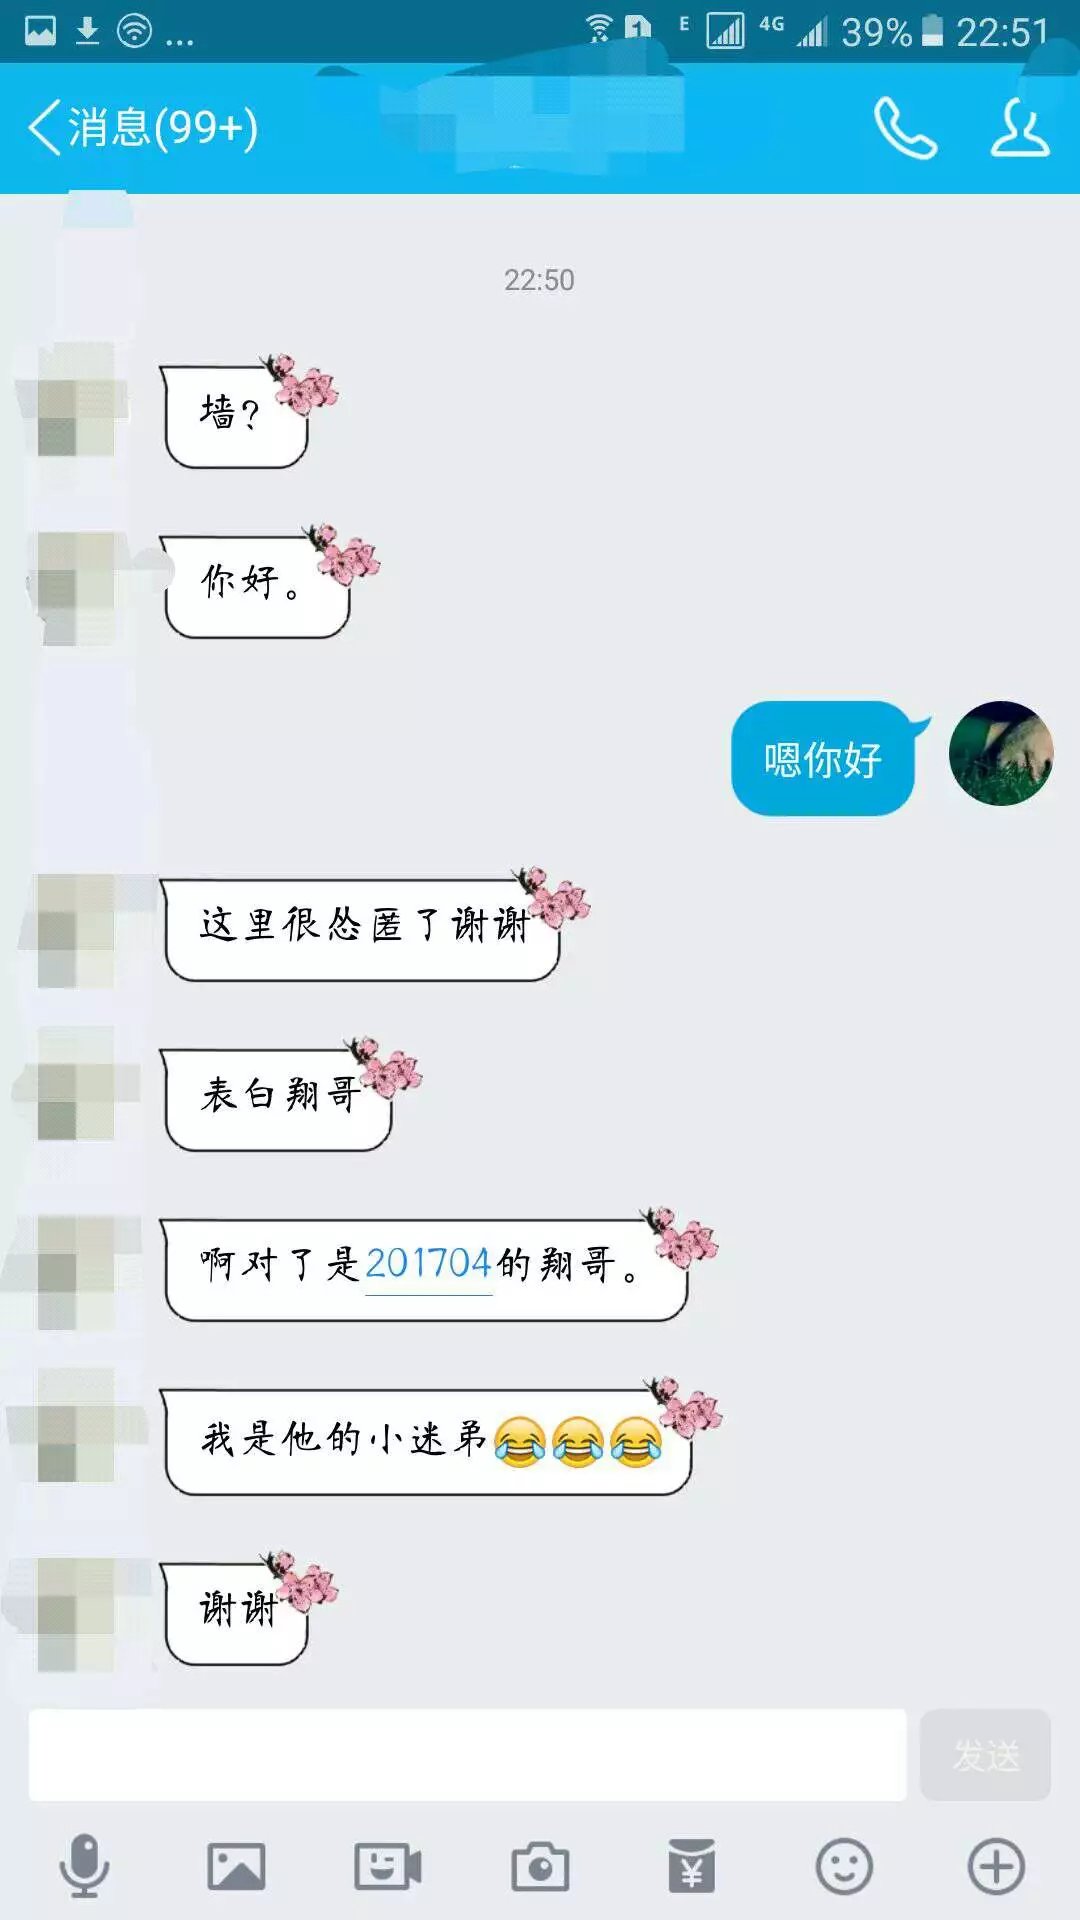 E 4G 39% 22:51
消息(99+)
22:50
墙?
你好。
嗯你好
这里很怂匿了谢谢
表白翔哥
啊对了是201704的翔哥。
我是他的小迷弟😂😂😂
谢谢
发送